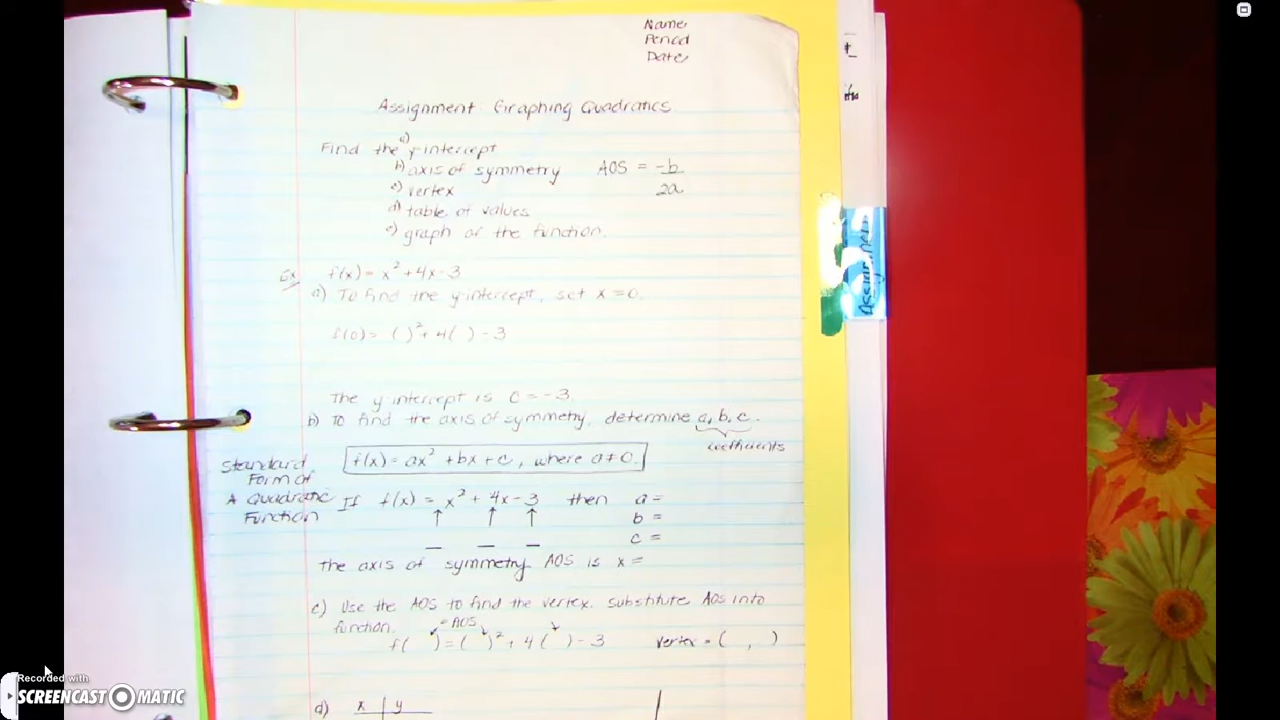 Name
Period
Date
Assignment: Graphing Quadratics
Find the a) y-intercept
b) axis of symmetry AOS = -b
2a
c) vertex
d) table of values
e) graph of the function.
Ex f(x) = x² + 4x - 3
a) To find the y-intercept, set x = 0.
f(0) = ( )² + 4( ) - 3
The y-intercept is c = -3.
b) To find the axis of symmetry, determine a, b, c.
coefficients
Standard Form of A Quadratic Function
f(x) = ax² + bx + c, where a ≠ 0.
If f(x) = x² + 4x - 3 then a =
b =
c =
the axis of symmetry AOS is x =
c) Use the AOS to find the vertex. Substitute AOS into
function.
= AOS
f( ) = ( )² + 4( ) - 3 vertex = ( , )
d) x y
Assignments
Recorded with
SCREENCAST-O-MATIC